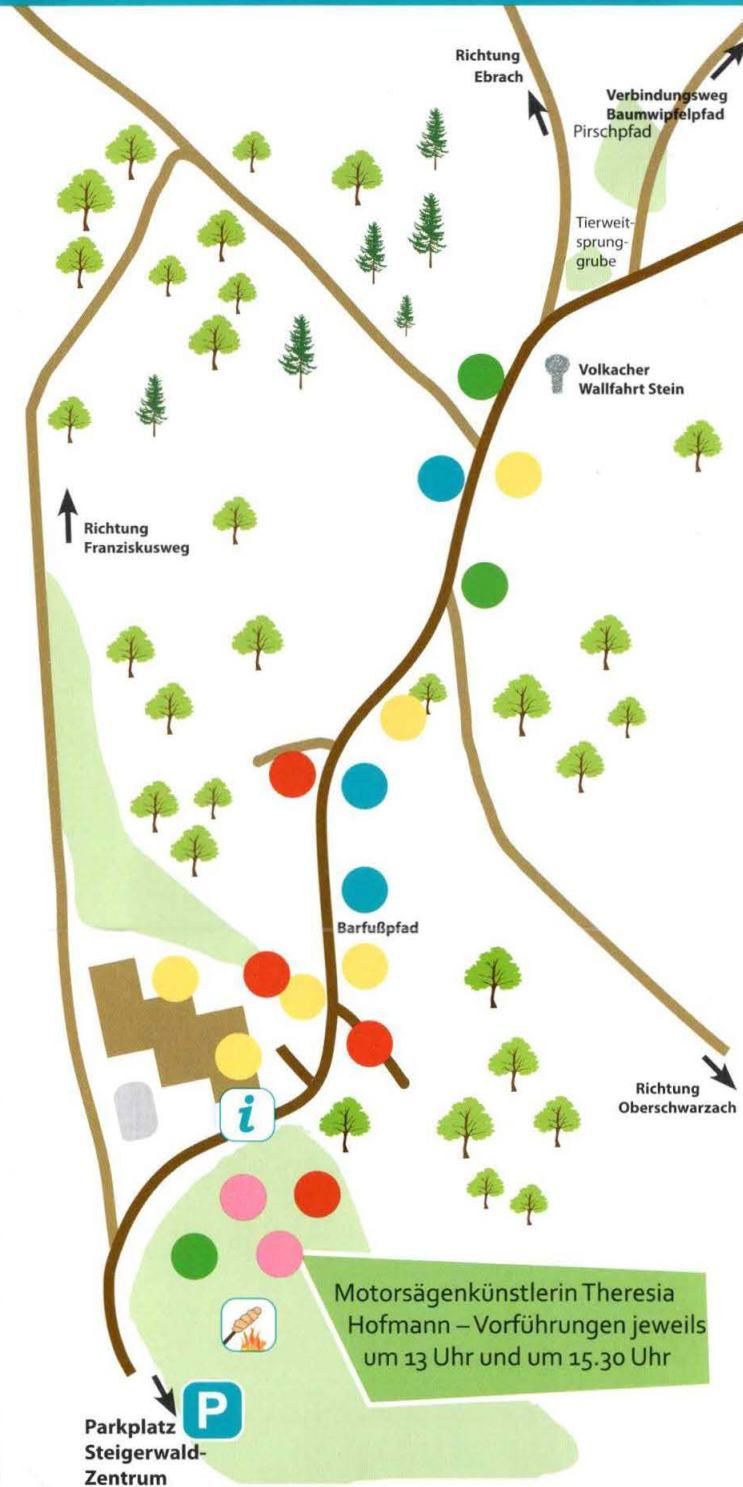 Richtung
Ebrach
Verbindungsweg
Baumwipfelpfad
Pirschpfad
Tierweit-
sprung-
grube
Volkacher
Wallfahrt Stein
Richtung
Franziskusweg
Barfußpfad
i
Richtung
Oberschwarzach
Motorsägenkünstlerin Theresia
Hofmann – Vorführungen jeweils
um 13 Uhr und um 15.30 Uhr
P
Parkplatz
Steigerwald-
Zentrum